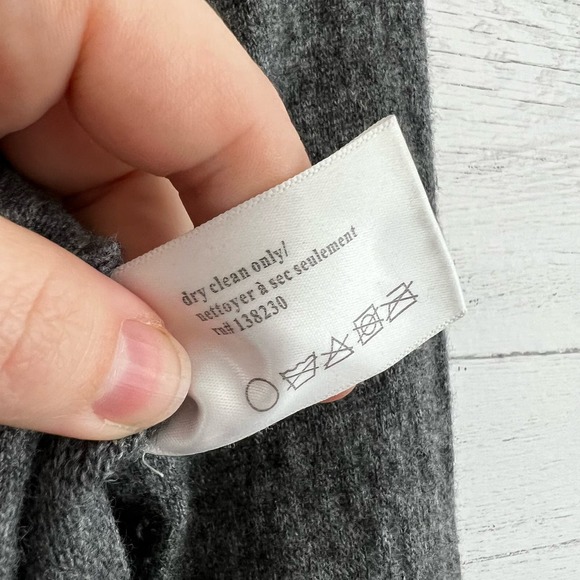 dry clean only/
nettoyer à sec seulement
rn# 138230